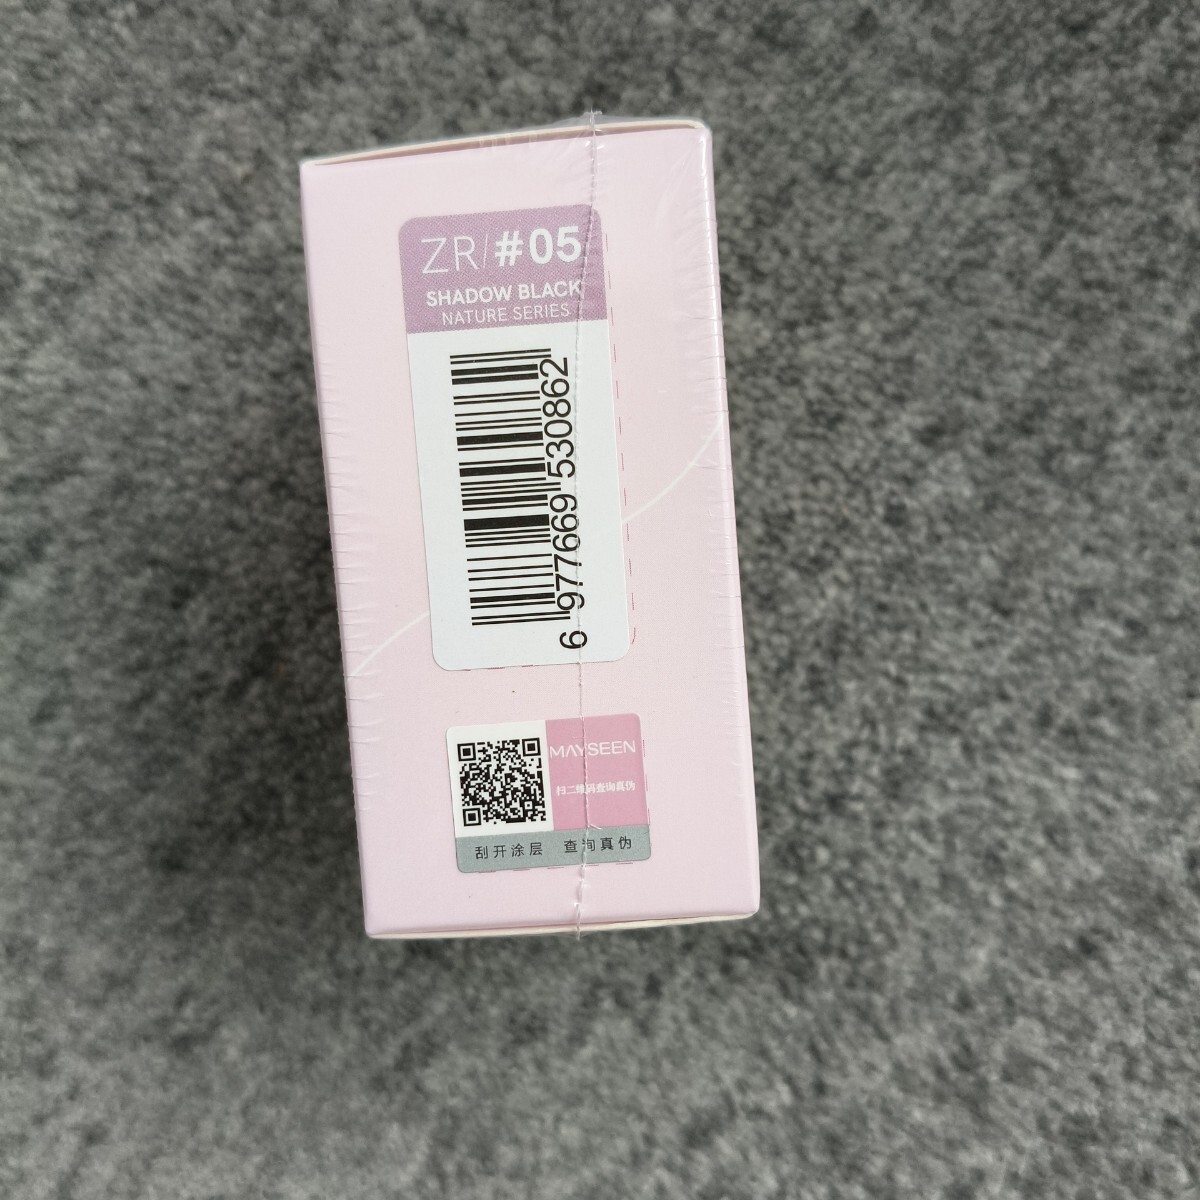 ZR/#05
SHADOW BLACK
NATURE SERIES
6 977669 530862
MAYSEEN
扫二维码查询真伪
刮开涂层 查询真伪